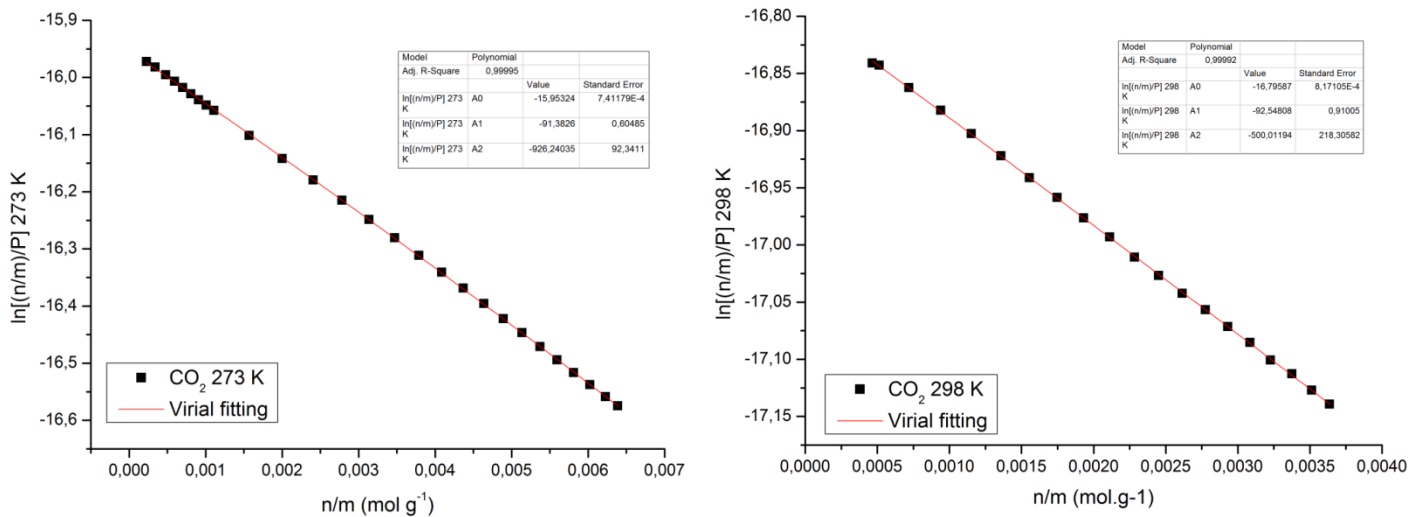 -15,9
-16,0
-16,1
-16,2
-16,3
-16,4
-16,5
-16,6
ln[(n/m)/P] 273 K
Model Polynomial
Adj. R-Square 0,99995
Value Standard Error
ln[(n/m)/P] 273 K A0 -15,95324 7,41179E-4
ln[(n/m)/P] 273 K A1 -91,3826 0,60485
ln[(n/m)/P] 273 K A2 -926,24035 92,3411
CO2 273 K
Virial fitting
0,000 0,001 0,002 0,003 0,004 0,005 0,006 0,007
n/m (mol g-1)
-16,80
-16,85
-16,90
-16,95
-17,00
-17,05
-17,10
-17,15
ln[(n/m)/P] 298 K
Model Polynomial
Adj. R-Square 0,99992
Value Standard Error
ln[(n/m)/P] 298 K A0 -16,79587 8,17105E-4
ln[(n/m)/P] 298 K A1 -92,54808 0,91005
ln[(n/m)/P] 298 K A2 -500,01194 218,30582
CO2 298 K
Virial fitting
0,0000 0,0005 0,0010 0,0015 0,0020 0,0025 0,0030 0,0035 0,0040
n/m (mol.g-1)